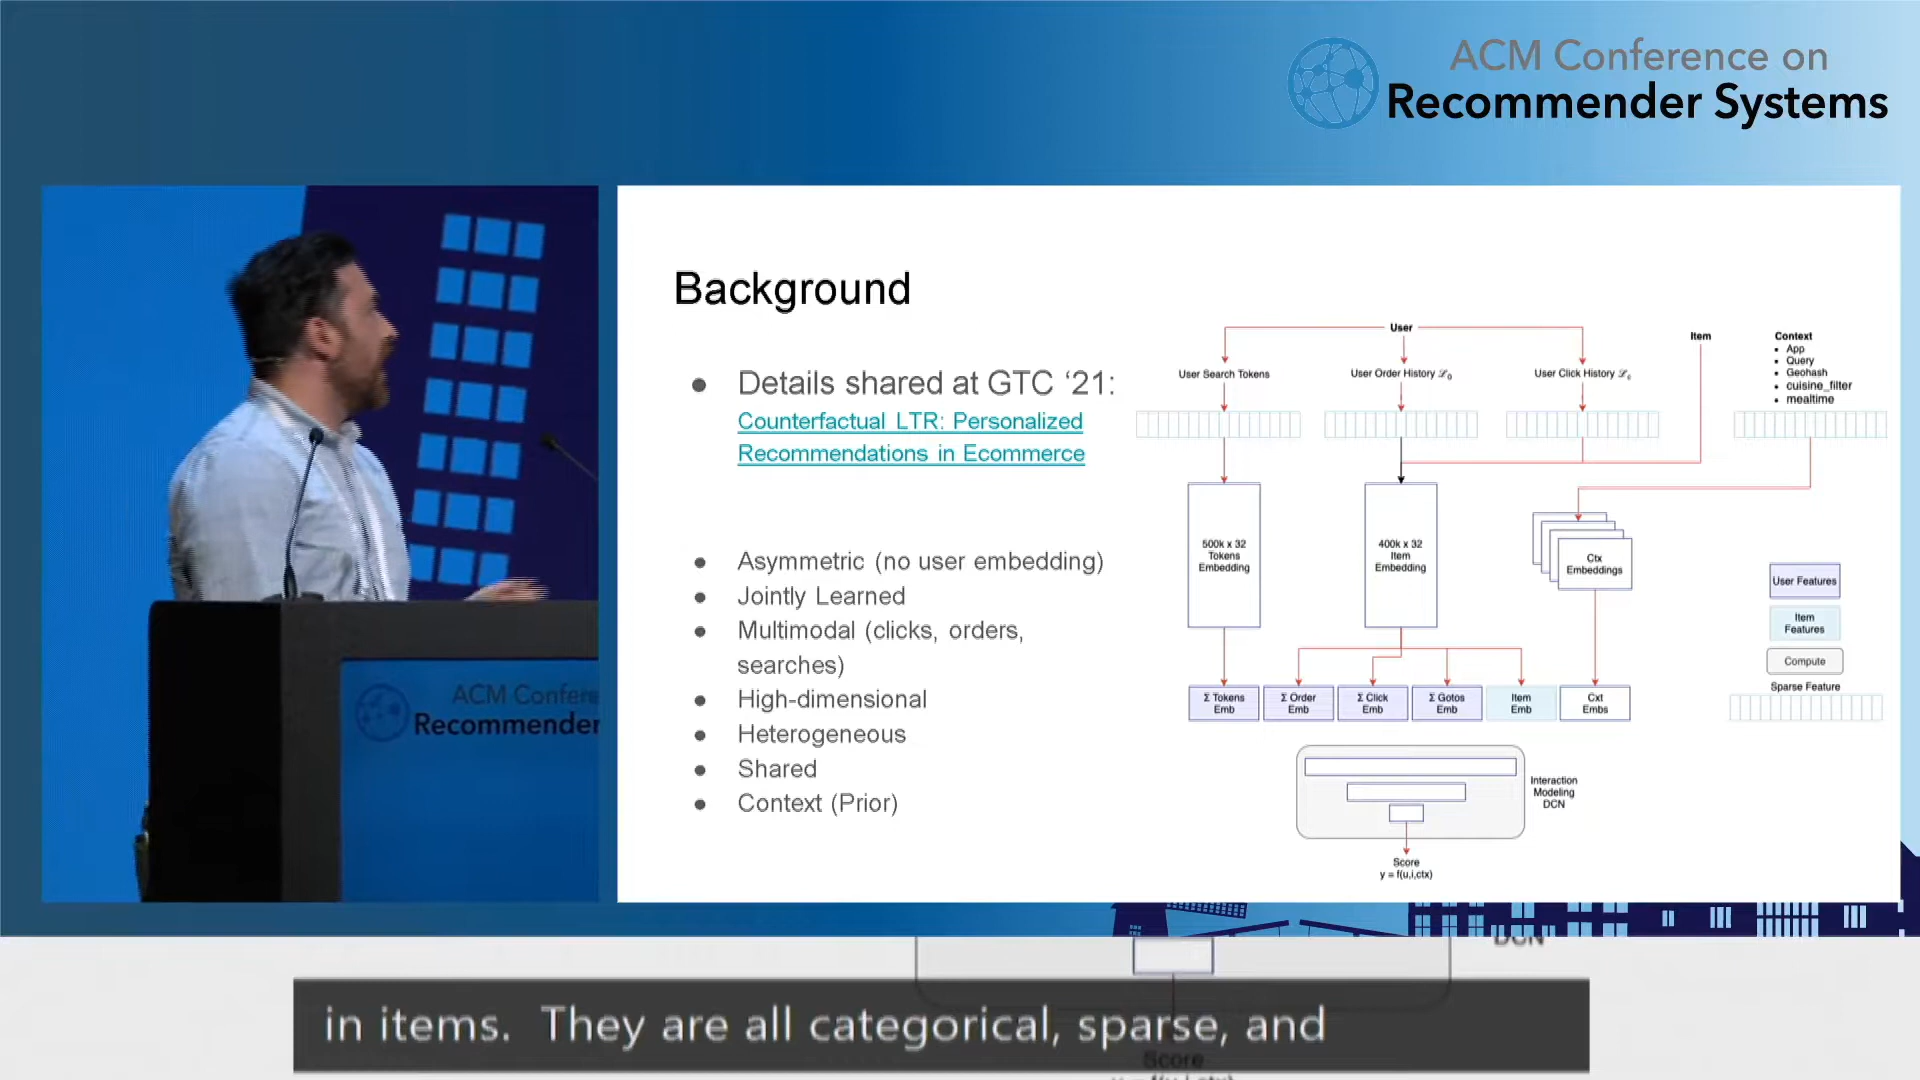 ACM Conference on
Recommender Systems
Background
Details shared at GTC ‘21:
Counterfactual LTR: Personalized
Recommendations in Ecommerce
Asymmetric (no user embedding)
Jointly Learned
Multimodal (clicks, orders,
searches)
High-dimensional
Heterogeneous
Shared
Context (Prior)
User
Item
Context
App
Query
Geohash
cuisine_filter
mealtime
User Search Tokens
User Order History ℒ₀
User Click History ℒ꜀
500k x 32
Tokens
Embedding
400k x 32
Item
Embedding
Ctx
Embeddings
User Features
Item
Features
Compute
Sparse Feature
Σ Tokens
Emb
Σ Order
Emb
Σ Click
Emb
Σ Gotos
Emb
Item
Emb
Cxt
Embs
Interaction
Modeling
DCN
Score
y = f(u,i,ctx)
ACM Confere
Recommender
DCN
in items. They are all categorical, sparse, and
Score